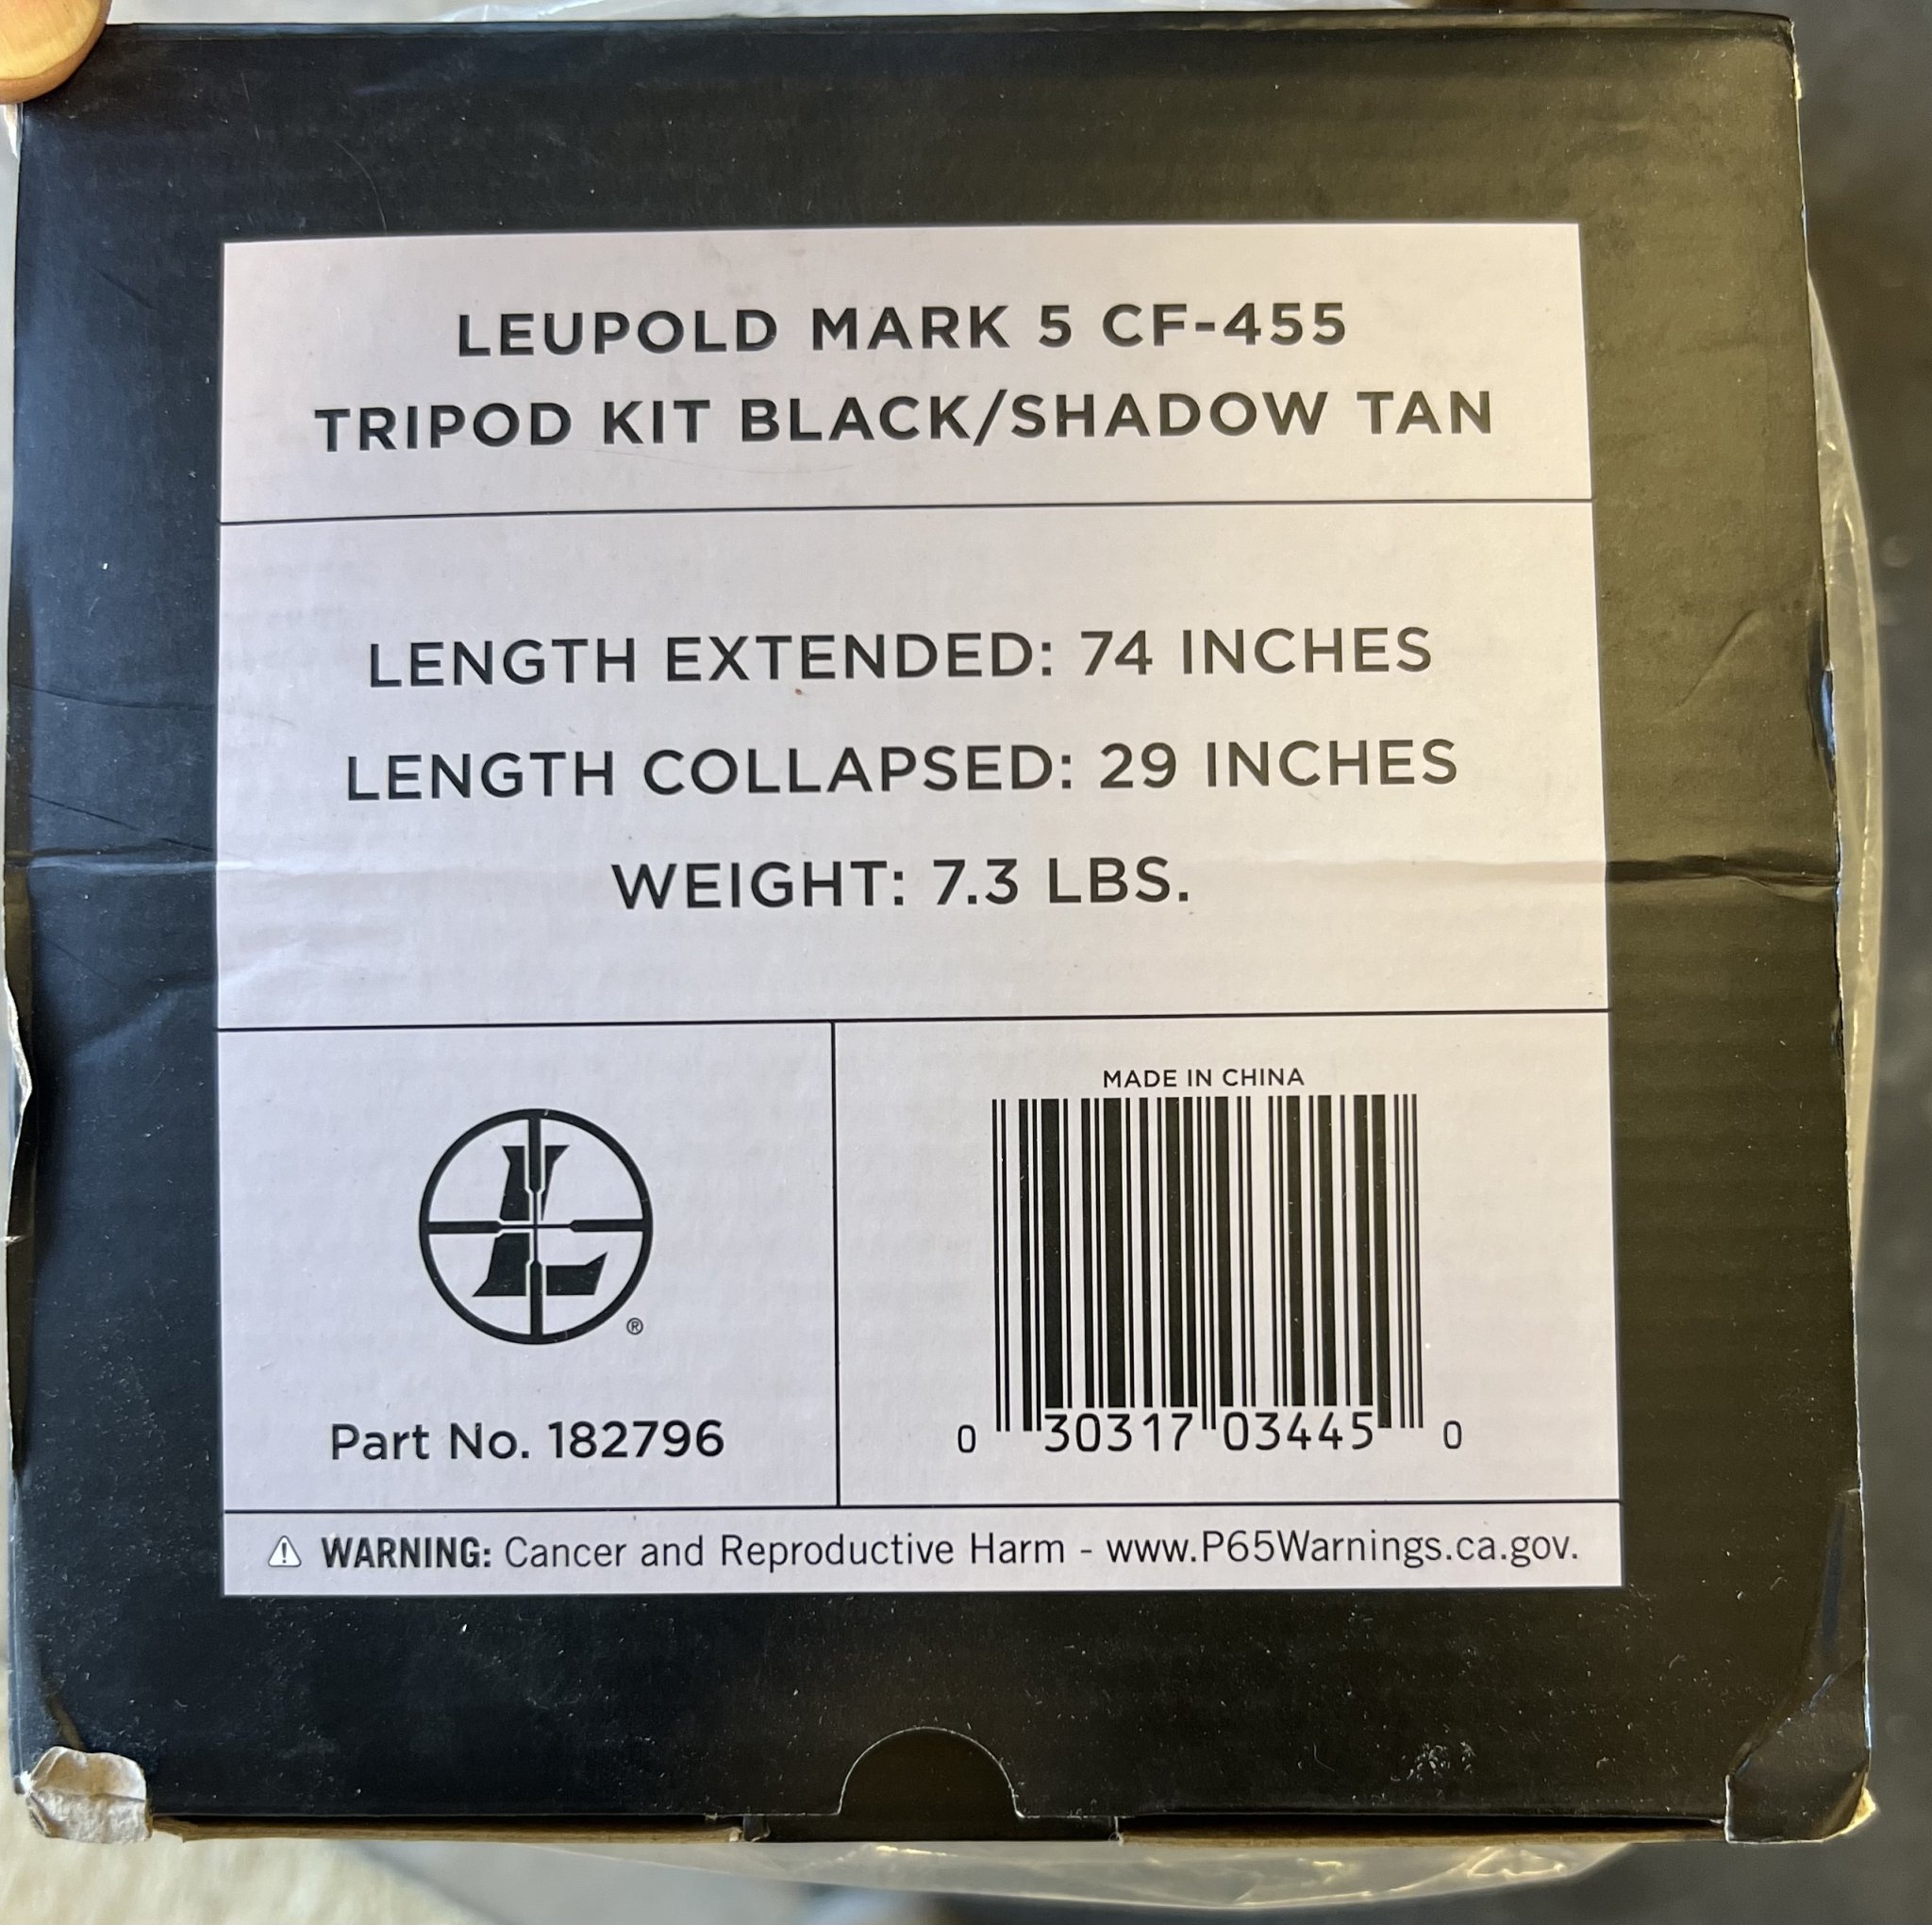 LEUPOLD MARK 5 CF-455
TRIPOD KIT BLACK/SHADOW TAN
LENGTH EXTENDED: 74 INCHES
LENGTH COLLAPSED: 29 INCHES
WEIGHT: 7.3 LBS.
L
®
Part No. 182796
MADE IN CHINA
0 30317 03445 0
⚠ WARNING: Cancer and Reproductive Harm - www.P65Warnings.ca.gov.